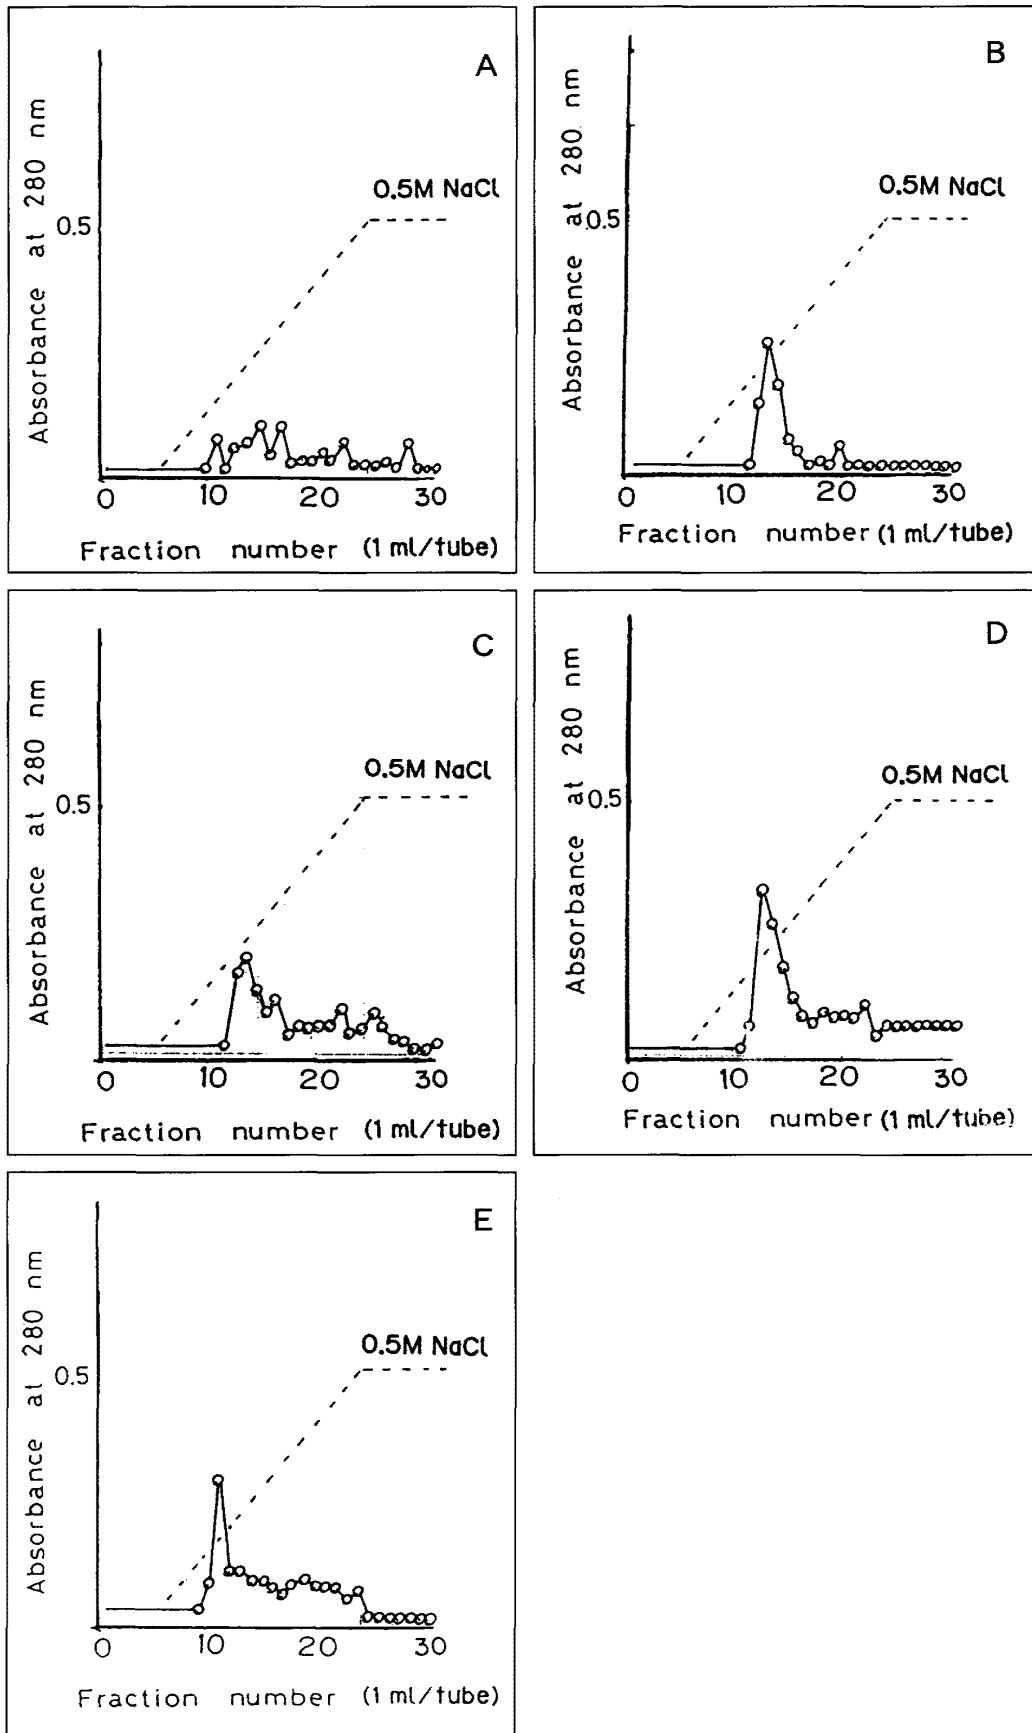 A
Absorbance at 280 nm
0.5M NaCl
0.5
0 10 20 30
Fraction number (1 ml/tube)
B
Absorbance at 280 nm
0.5M NaCl
0.5
0 10 20 30
Fraction number (1 ml/tube)
C
Absorbance at 280 nm
0.5M NaCl
0.5
0 10 20 30
Fraction number (1 ml/tube)
D
Absorbance at 280 nm
0.5M NaCl
0.5
0 10 20 30
Fraction number (1 ml/tube)
E
Absorbance at 280 nm
0.5M NaCl
0.5
0 10 20 30
Fraction number (1 ml/tube)